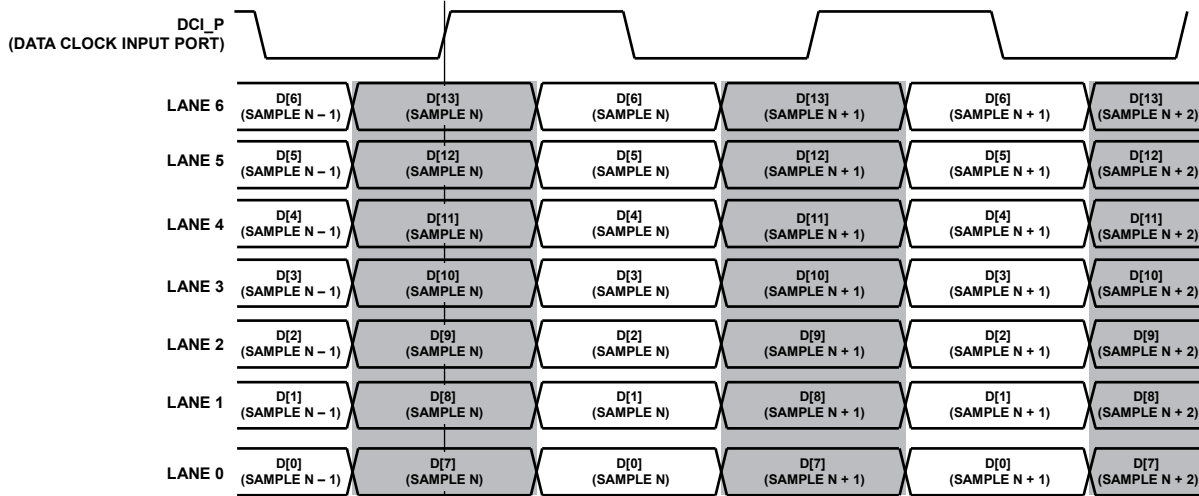 DCI_P
(DATA CLOCK INPUT PORT)
LANE 6
D[6]
(SAMPLE N – 1)
D[13]
(SAMPLE N)
D[6]
(SAMPLE N)
D[13]
(SAMPLE N + 1)
D[6]
(SAMPLE N + 1)
D[13]
(SAMPLE N + 2)
LANE 5
D[5]
(SAMPLE N – 1)
D[12]
(SAMPLE N)
D[5]
(SAMPLE N)
D[12]
(SAMPLE N + 1)
D[5]
(SAMPLE N + 1)
D[12]
(SAMPLE N + 2)
LANE 4
D[4]
(SAMPLE N – 1)
D[11]
(SAMPLE N)
D[4]
(SAMPLE N)
D[11]
(SAMPLE N + 1)
D[4]
(SAMPLE N + 1)
D[11]
(SAMPLE N + 2)
LANE 3
D[3]
(SAMPLE N – 1)
D[10]
(SAMPLE N)
D[3]
(SAMPLE N)
D[10]
(SAMPLE N + 1)
D[3]
(SAMPLE N + 1)
D[10]
(SAMPLE N + 2)
LANE 2
D[2]
(SAMPLE N – 1)
D[9]
(SAMPLE N)
D[2]
(SAMPLE N)
D[9]
(SAMPLE N + 1)
D[2]
(SAMPLE N + 1)
D[9]
(SAMPLE N + 2)
LANE 1
D[1]
(SAMPLE N – 1)
D[8]
(SAMPLE N)
D[1]
(SAMPLE N)
D[8]
(SAMPLE N + 1)
D[1]
(SAMPLE N + 1)
D[8]
(SAMPLE N + 2)
LANE 0
D[0]
(SAMPLE N – 1)
D[7]
(SAMPLE N)
D[0]
(SAMPLE N)
D[7]
(SAMPLE N + 1)
D[0]
(SAMPLE N + 1)
D[7]
(SAMPLE N + 2)